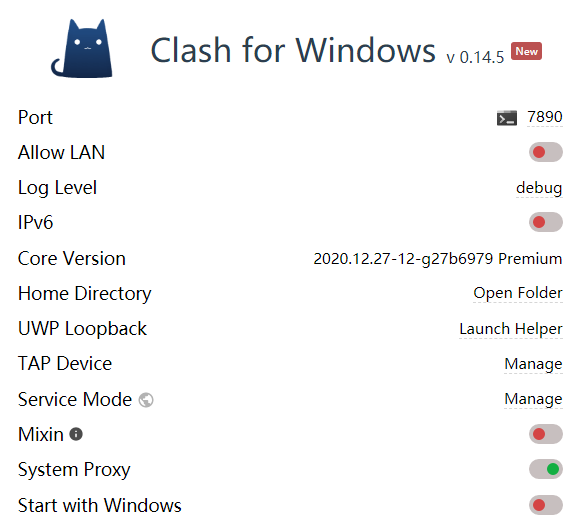 Clash for Windows v 0.14.5 New
Port 7890
Allow LAN
Log Level debug
IPv6
Core Version 2020.12.27-12-g27b6979 Premium
Home Directory Open Folder
UWP Loopback Launch Helper
TAP Device Manage
Service Mode Manage
Mixin
System Proxy
Start with Windows